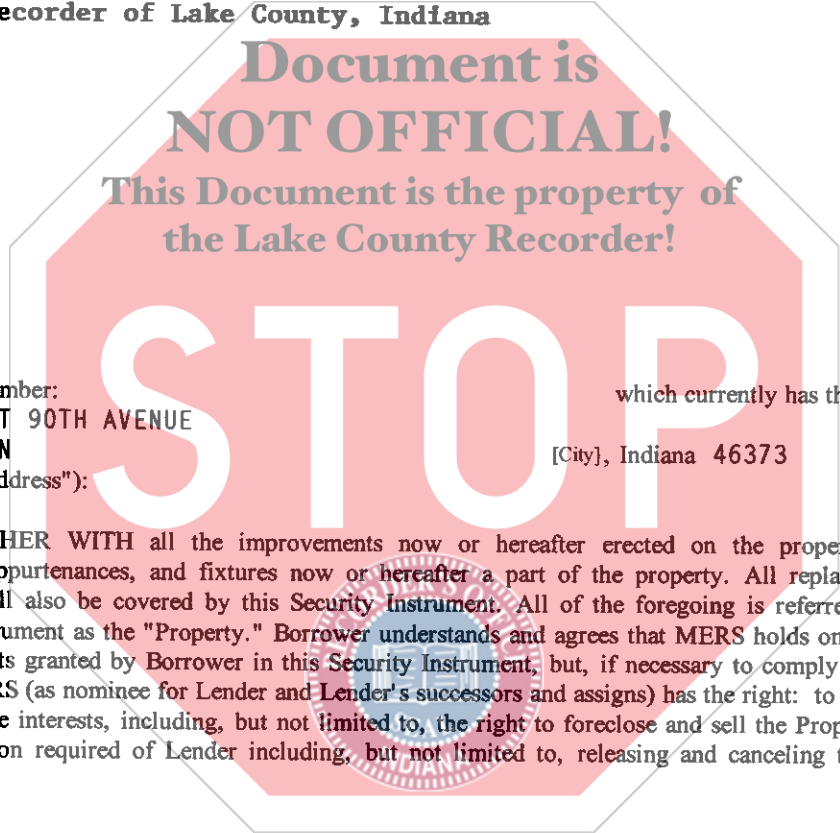 ecorder of Lake County, Indiana
Document is
NOT OFFICIAL!
This Document is the property of
the Lake County Recorder!
STOP
mber: which currently has th
T 90TH AVENUE
N [City], Indiana 46373
ddress"):
HER WITH all the improvements now or hereafter erected on the prope
ppurtenances, and fixtures now or hereafter a part of the property. All repla
ll also be covered by this Security Instrument. All of the foregoing is referre
ument as the "Property." Borrower understands and agrees that MERS holds on
ts granted by Borrower in this Security Instrument, but, if necessary to comply
RS (as nominee for Lender and Lender's successors and assigns) has the right: to
e interests, including, but not limited to, the right to foreclose and sell the Prop
on required of Lender including, but not limited to, releasing and canceling t
RECORDER'S OFFICE
INDIANA